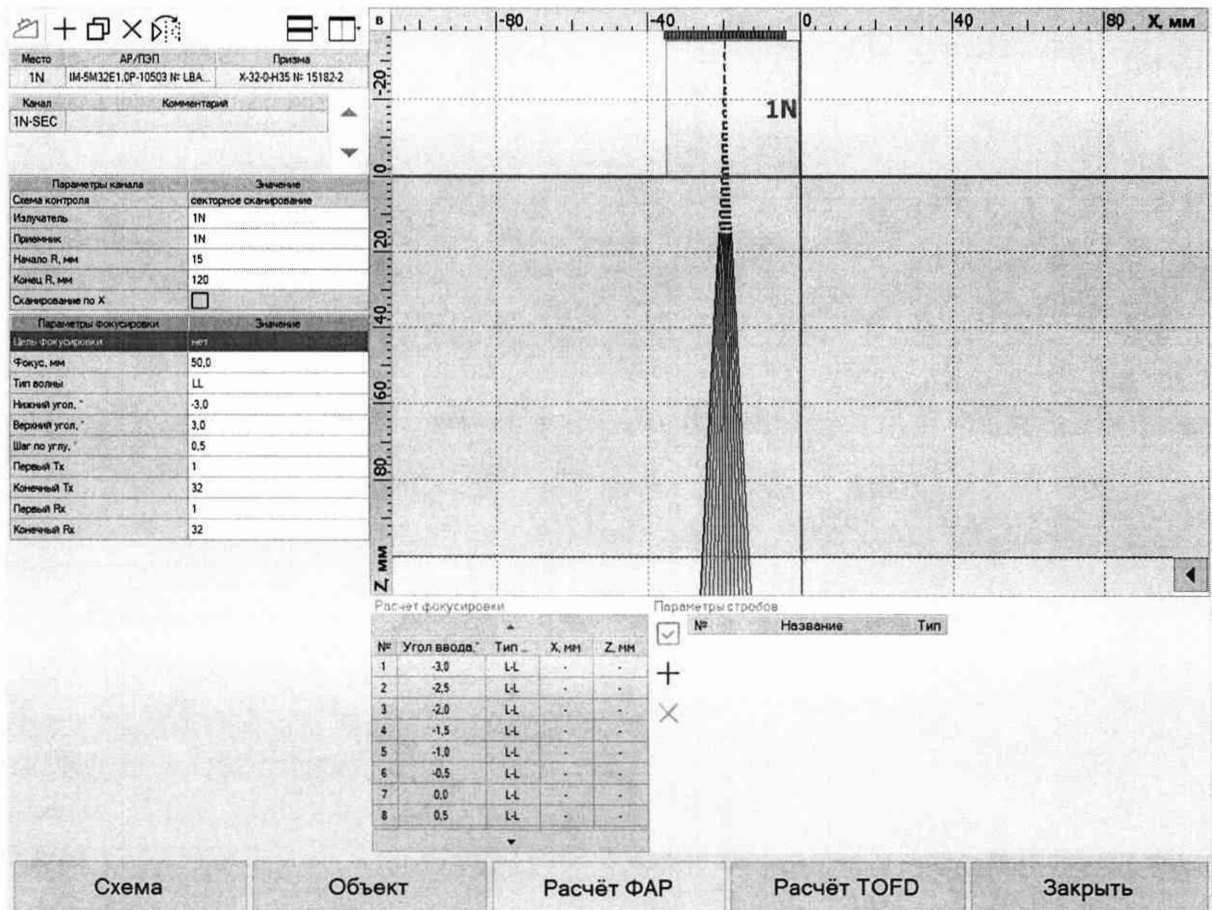 Место АР/ПЭП Призма
1N IM-5M32E1.0P-10503 №: LBA... X-32-0-H35 №: 15182-2
Канал Комментарий
1N-SEC
Параметры канала Значение
Схема контроля секторное сканирование
Излучатель 1N
Приемник 1N
Начало R, мм 15
Конец R, мм 120
Сканирование по X
Параметры фокусировки Значение
Цель фокусировки нет
Фокус, мм 50,0
Тип волны LL
Нижний угол, ° -3,0
Верхний угол, ° 3,0
Шаг по углу, ° 0,5
Первый Tx 1
Конечный Tx 32
Первый Rx 1
Конечный Rx 32
В -80 -40 0 40 80 X, мм
-20
0
20
40
60
80
Z, мм
1N
Расчет фокусировки
№ Угол ввода,° Тип ... X, мм Z, мм
1 -3,0 L-L - -
2 -2,5 L-L - -
3 -2,0 L-L - -
4 -1,5 L-L - -
5 -1,0 L-L - -
6 -0,5 L-L - -
7 0,0 L-L - -
8 0,5 L-L - -
Параметры стробов
№ Название Тип
Схема Объект Расчёт ФАР Расчёт TOFD Закрыть